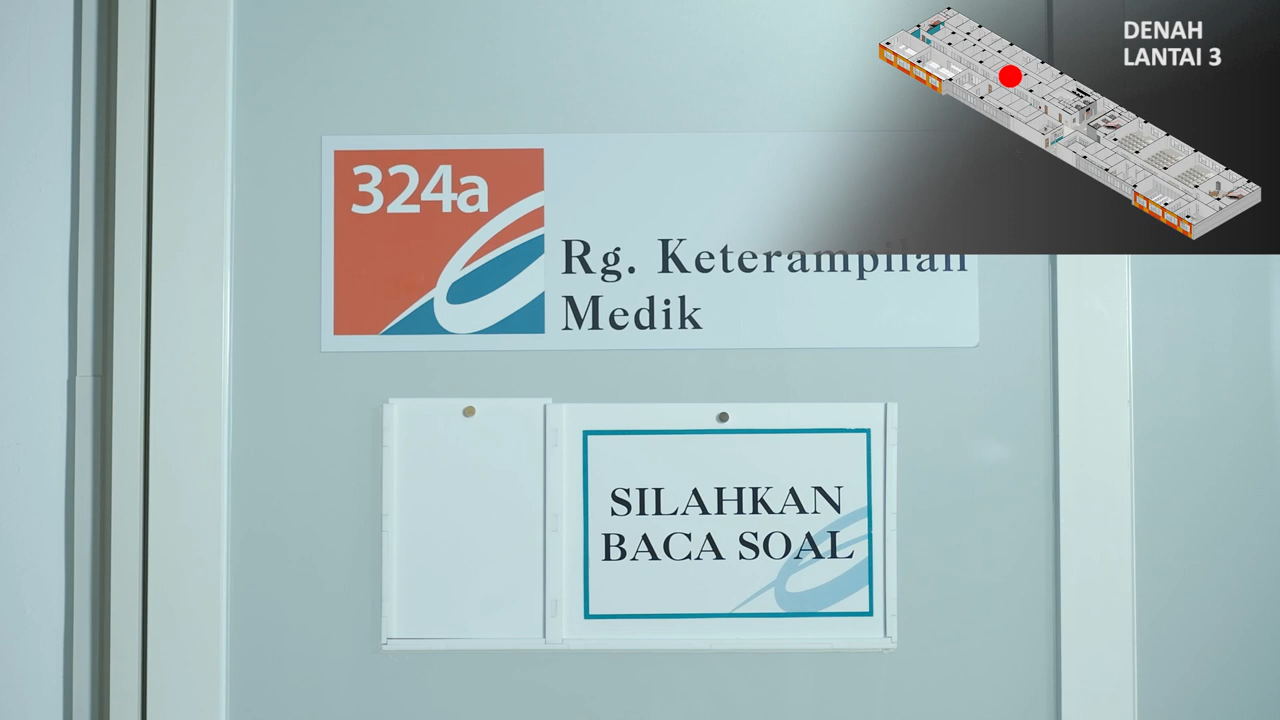 DENAH
LANTAI 3
324a
Rg. Keterampilan
Medik
SILAHKAN
BACA SOAL